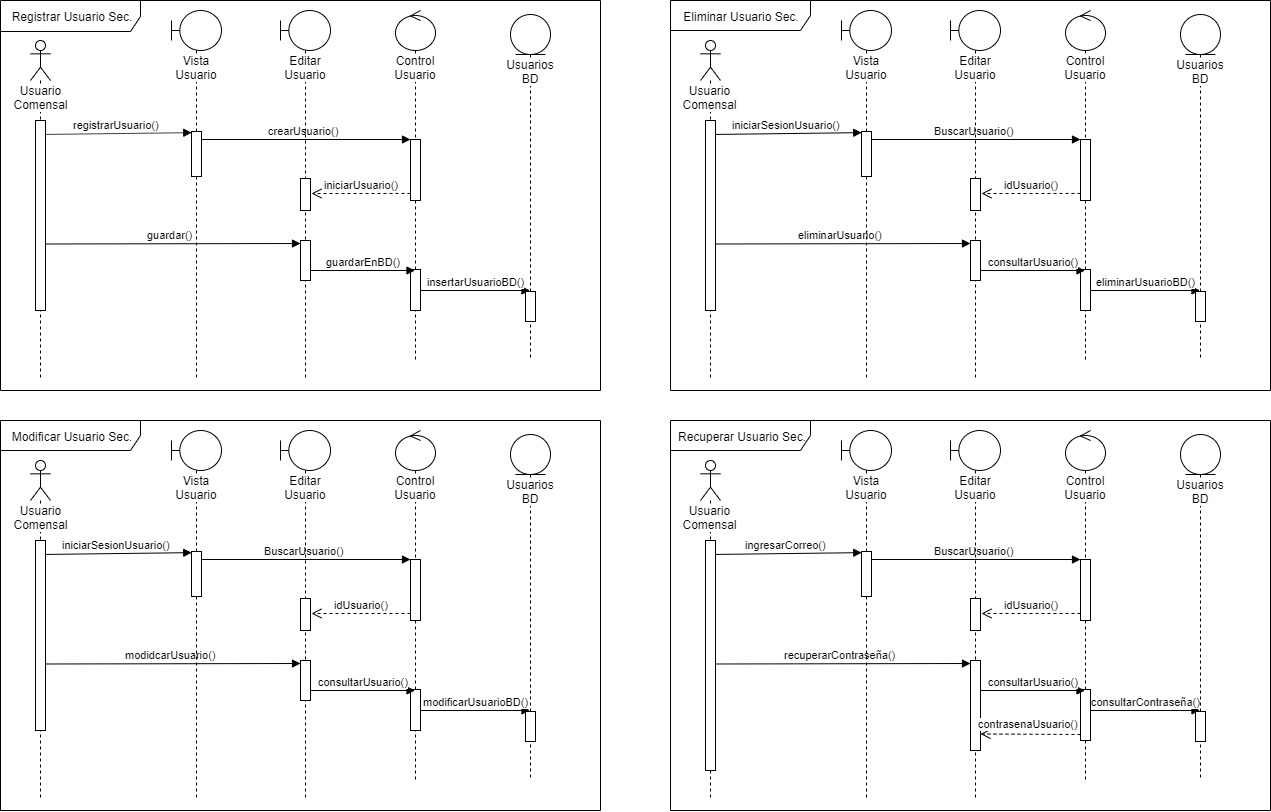 Registrar Usuario Sec.
Vista
Usuario
Editar
Usuario
Control
Usuario
Usuarios
BD
Usuario
Comensal
registrarUsuario()
crearUsuario()
iniciarUsuario()
guardar()
guardarEnBD()
insertarUsuarioBD()
Eliminar Usuario Sec.
Vista
Usuario
Editar
Usuario
Control
Usuario
Usuarios
BD
Usuario
Comensal
iniciarSesionUsuario()
BuscarUsuario()
idUsuario()
eliminarUsuario()
consultarUsuario()
eliminarUsuarioBD()
Modificar Usuario Sec.
Vista
Usuario
Editar
Usuario
Control
Usuario
Usuarios
BD
Usuario
Comensal
iniciarSesionUsuario()
BuscarUsuario()
idUsuario()
modidcarUsuario()
consultarUsuario()
modificarUsuarioBD()
Recuperar Usuario Sec.
Vista
Usuario
Editar
Usuario
Control
Usuario
Usuarios
BD
Usuario
Comensal
ingresarCorreo()
BuscarUsuario()
idUsuario()
recuperarContraseña()
consultarUsuario()
consultarContraseña()
contrasenaUsuario()